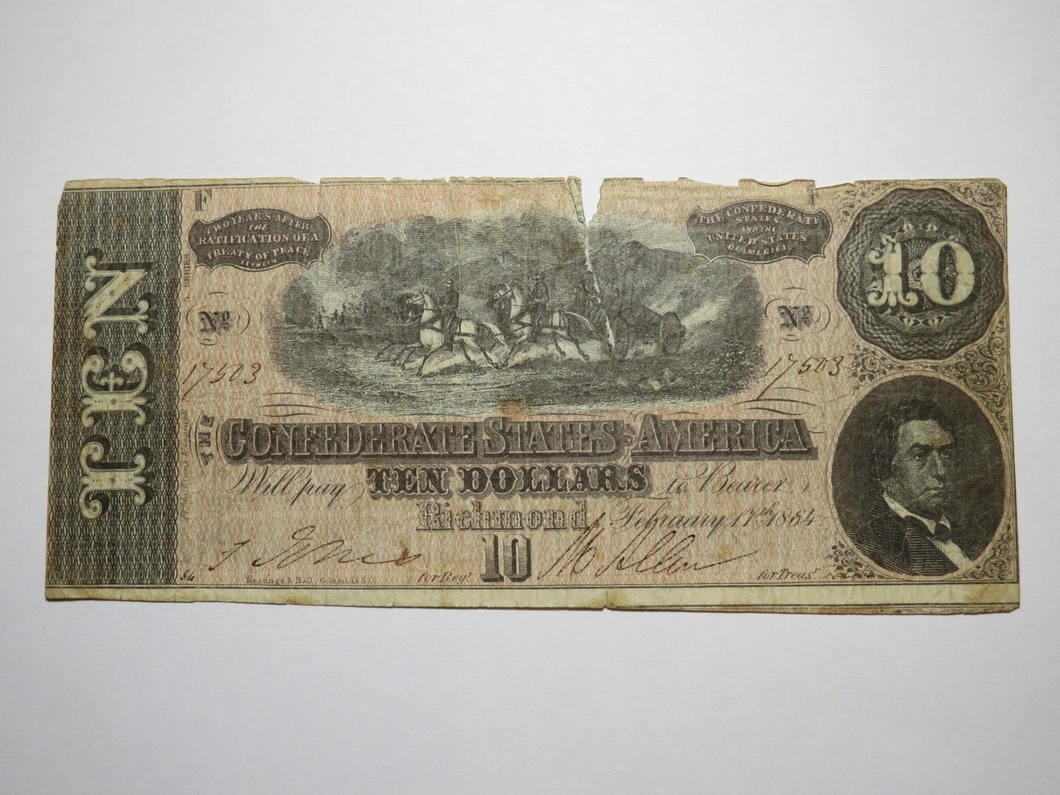 F
TWO YEARS AFTER
THE
RATIFICATION OF A
TREATY OF PEACE
BETWEEN
THE CONFEDERATE
STATES
AND THE
UNITED STATES
OF AMERICA
10
TEN
SERIES
No
No
17503
17503
THE
CONFEDERATE STATES OF AMERICA
Will pay TEN DOLLARS to Bearer
Richmond February 17th 1864
10
Keatinge & Ball, Columbia S.C.
for Regr
for Treasr